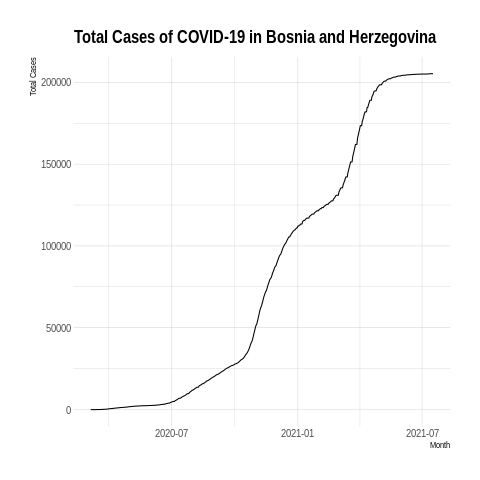 Total Cases of COVID-19 in Bosnia and Herzegovina
Total Cases
200000
150000
100000
50000
0
2020-07
2021-01
2021-07
Month